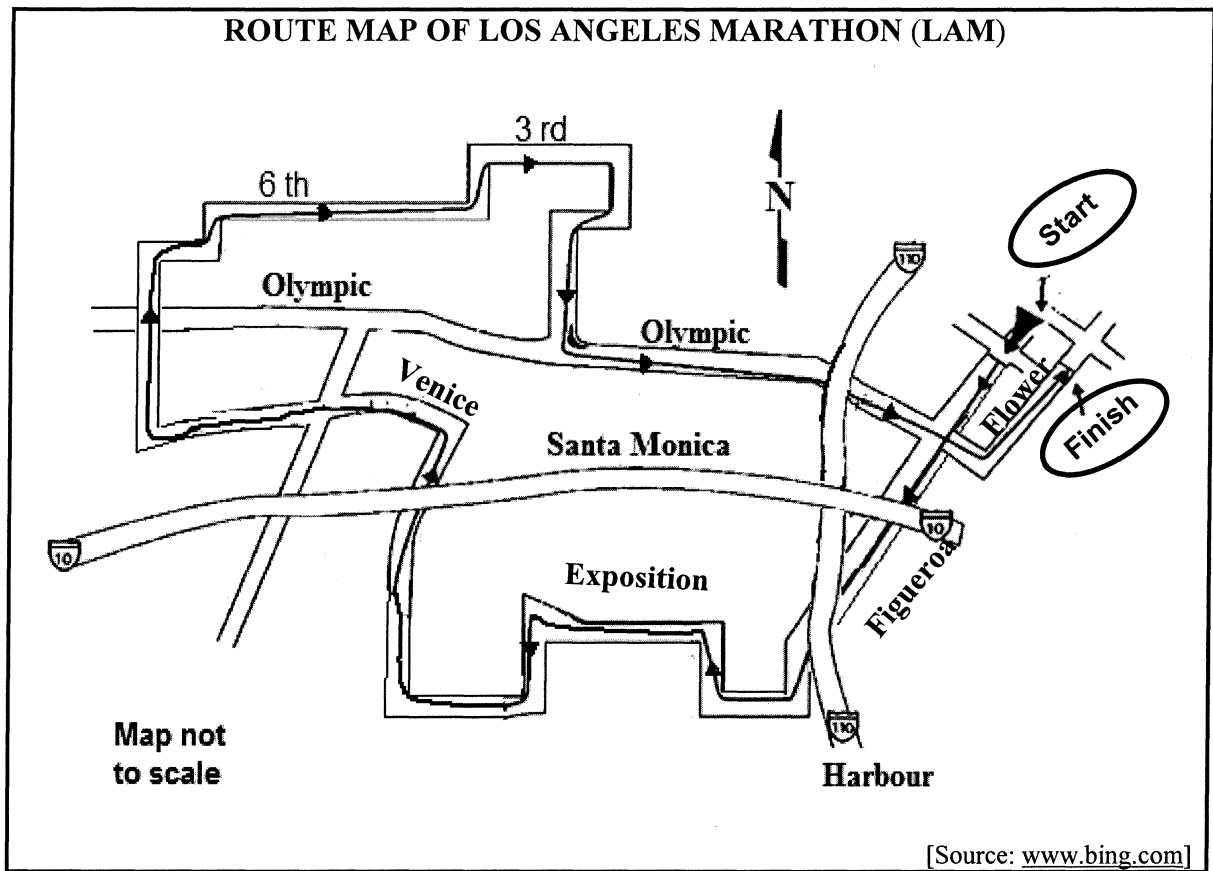 ROUTE MAP OF LOS ANGELES MARATHON (LAM)
3 rd
6 th
N
Start
110
Olympic
Olympic
Venice
Flower
Finish
Santa Monica
10
10
Exposition
Figueroa
110
Map not
to scale
Harbour
[Source: www.bing.com]